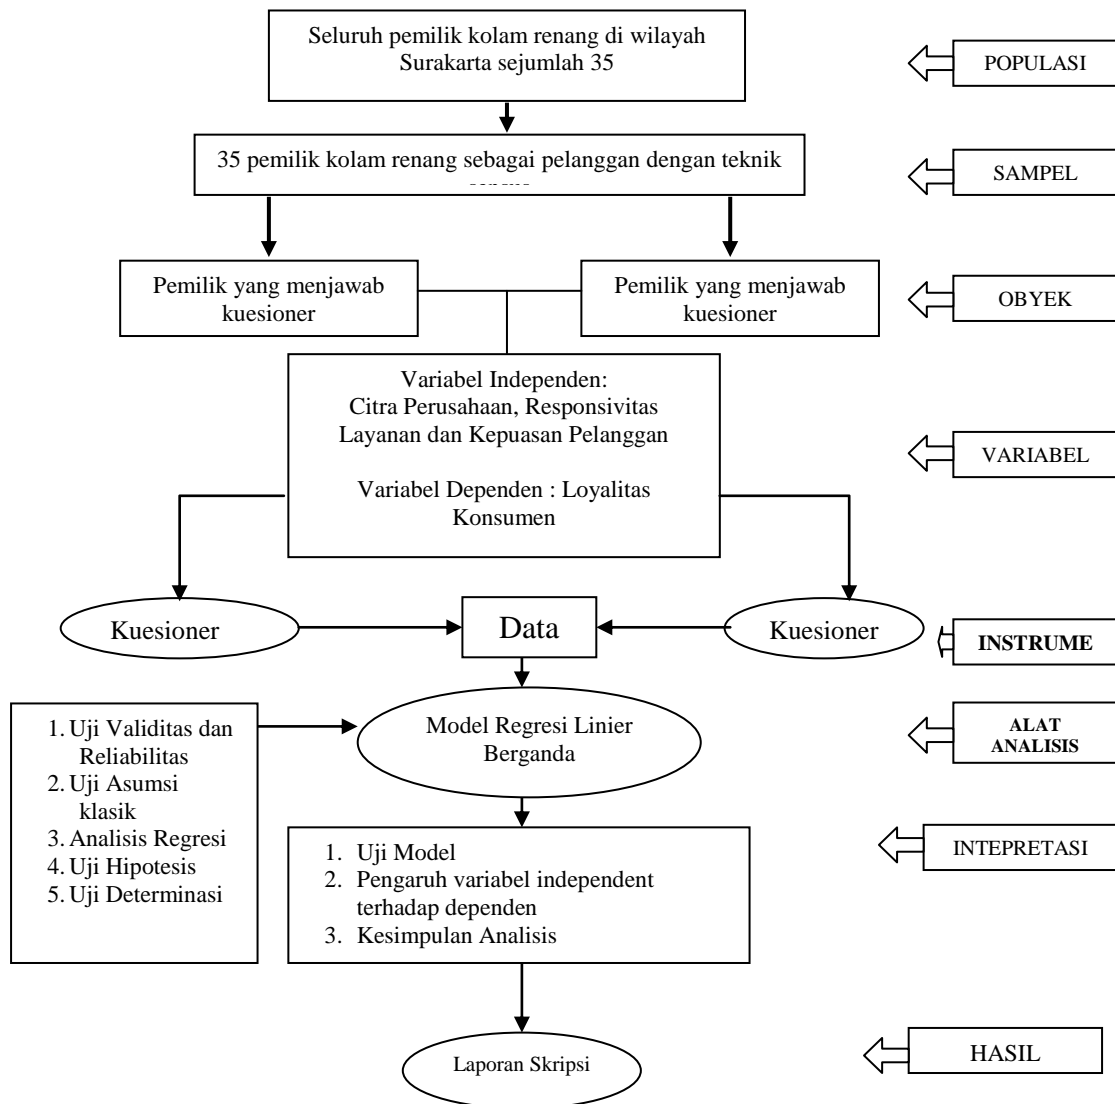 Seluruh pemilik kolam renang di wilayah
Surakarta sejumlah 35
POPULASI
35 pemilik kolam renang sebagai pelanggan dengan teknik
SAMPEL
Pemilik yang menjawab
kuesioner
Pemilik yang menjawab
kuesioner
OBYEK
Variabel Independen:
Citra Perusahaan, Responsivitas
Layanan dan Kepuasan Pelanggan
Variabel Dependen : Loyalitas
Konsumen
VARIABEL
Kuesioner
Data
Kuesioner
INSTRUME
1. Uji Validitas dan
Reliabilitas
2. Uji Asumsi
klasik
3. Analisis Regresi
4. Uji Hipotesis
5. Uji Determinasi
Model Regresi Linier
Berganda
ALAT
ANALISIS
1. Uji Model
2. Pengaruh variabel independent
terhadap dependen
3. Kesimpulan Analisis
INTEPRETASI
Laporan Skripsi
HASIL